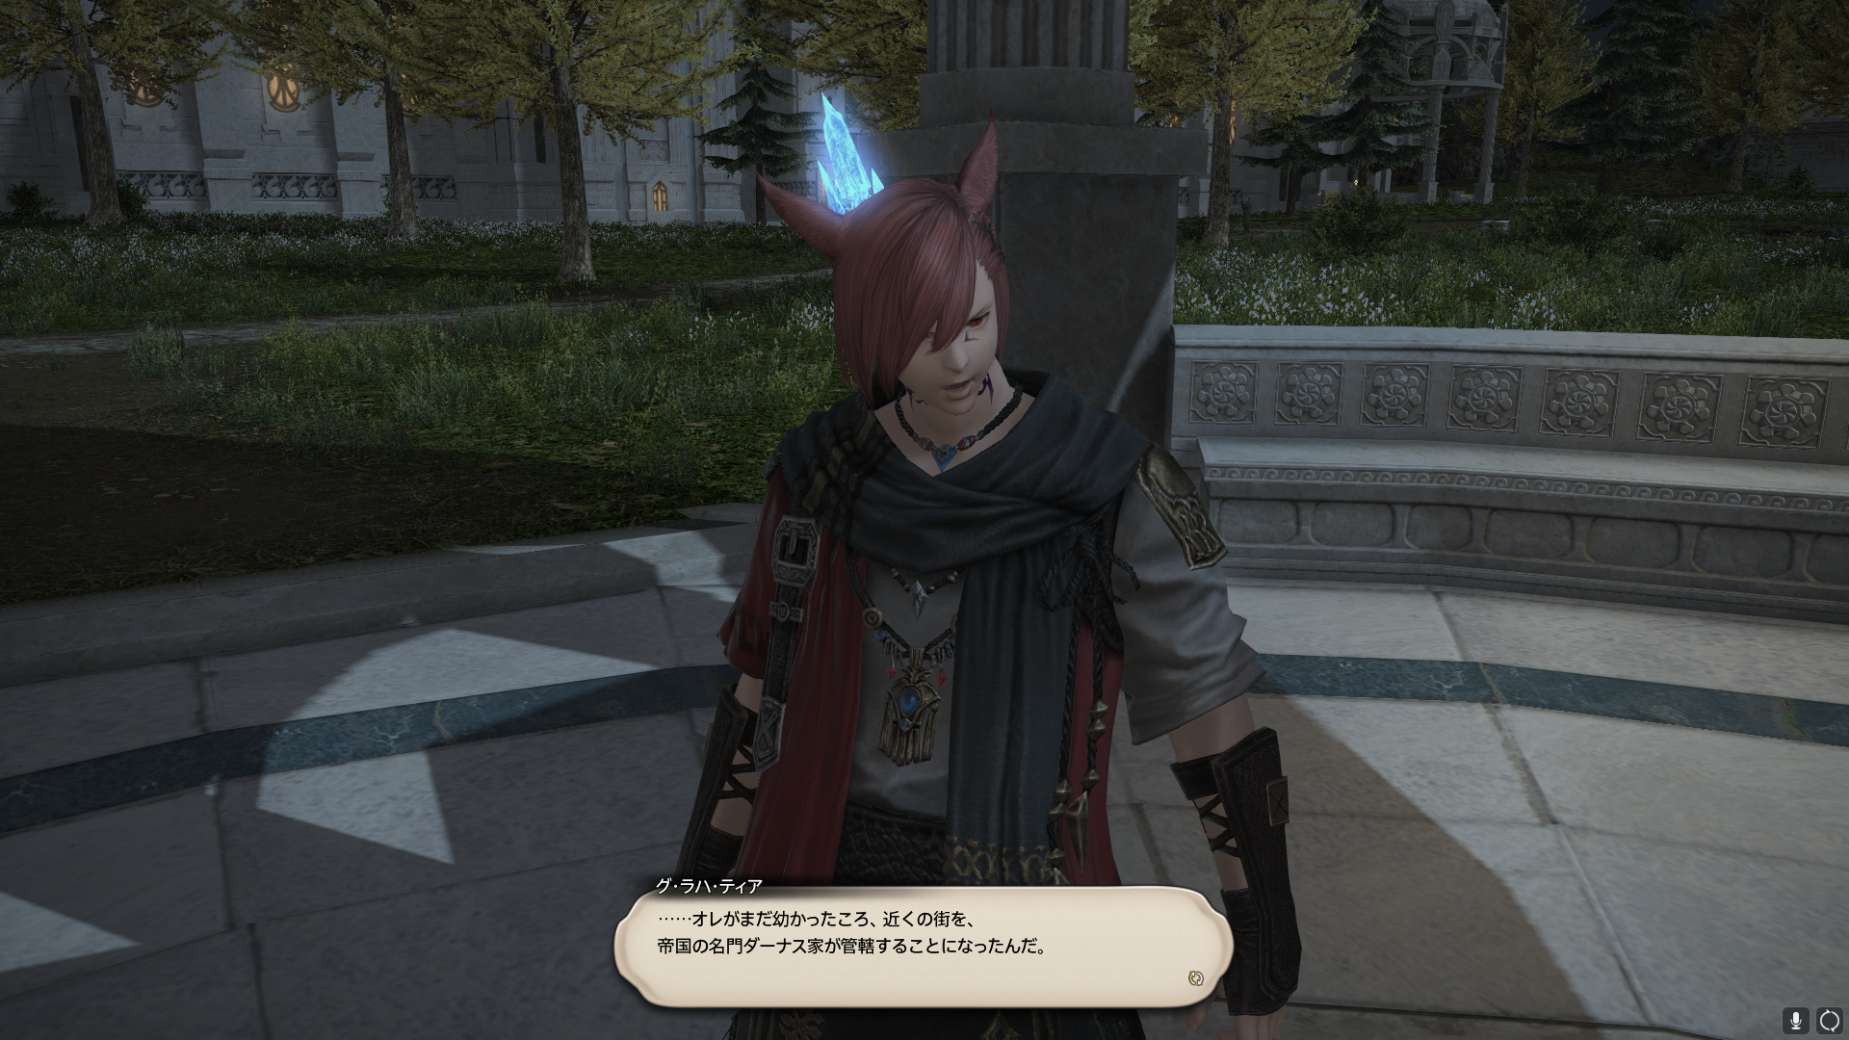 グ・ラハ・ティア
……オレがまだ幼かったころ、近くの街を、
帝国の名門ダーナス家が管轄することになったんだ。